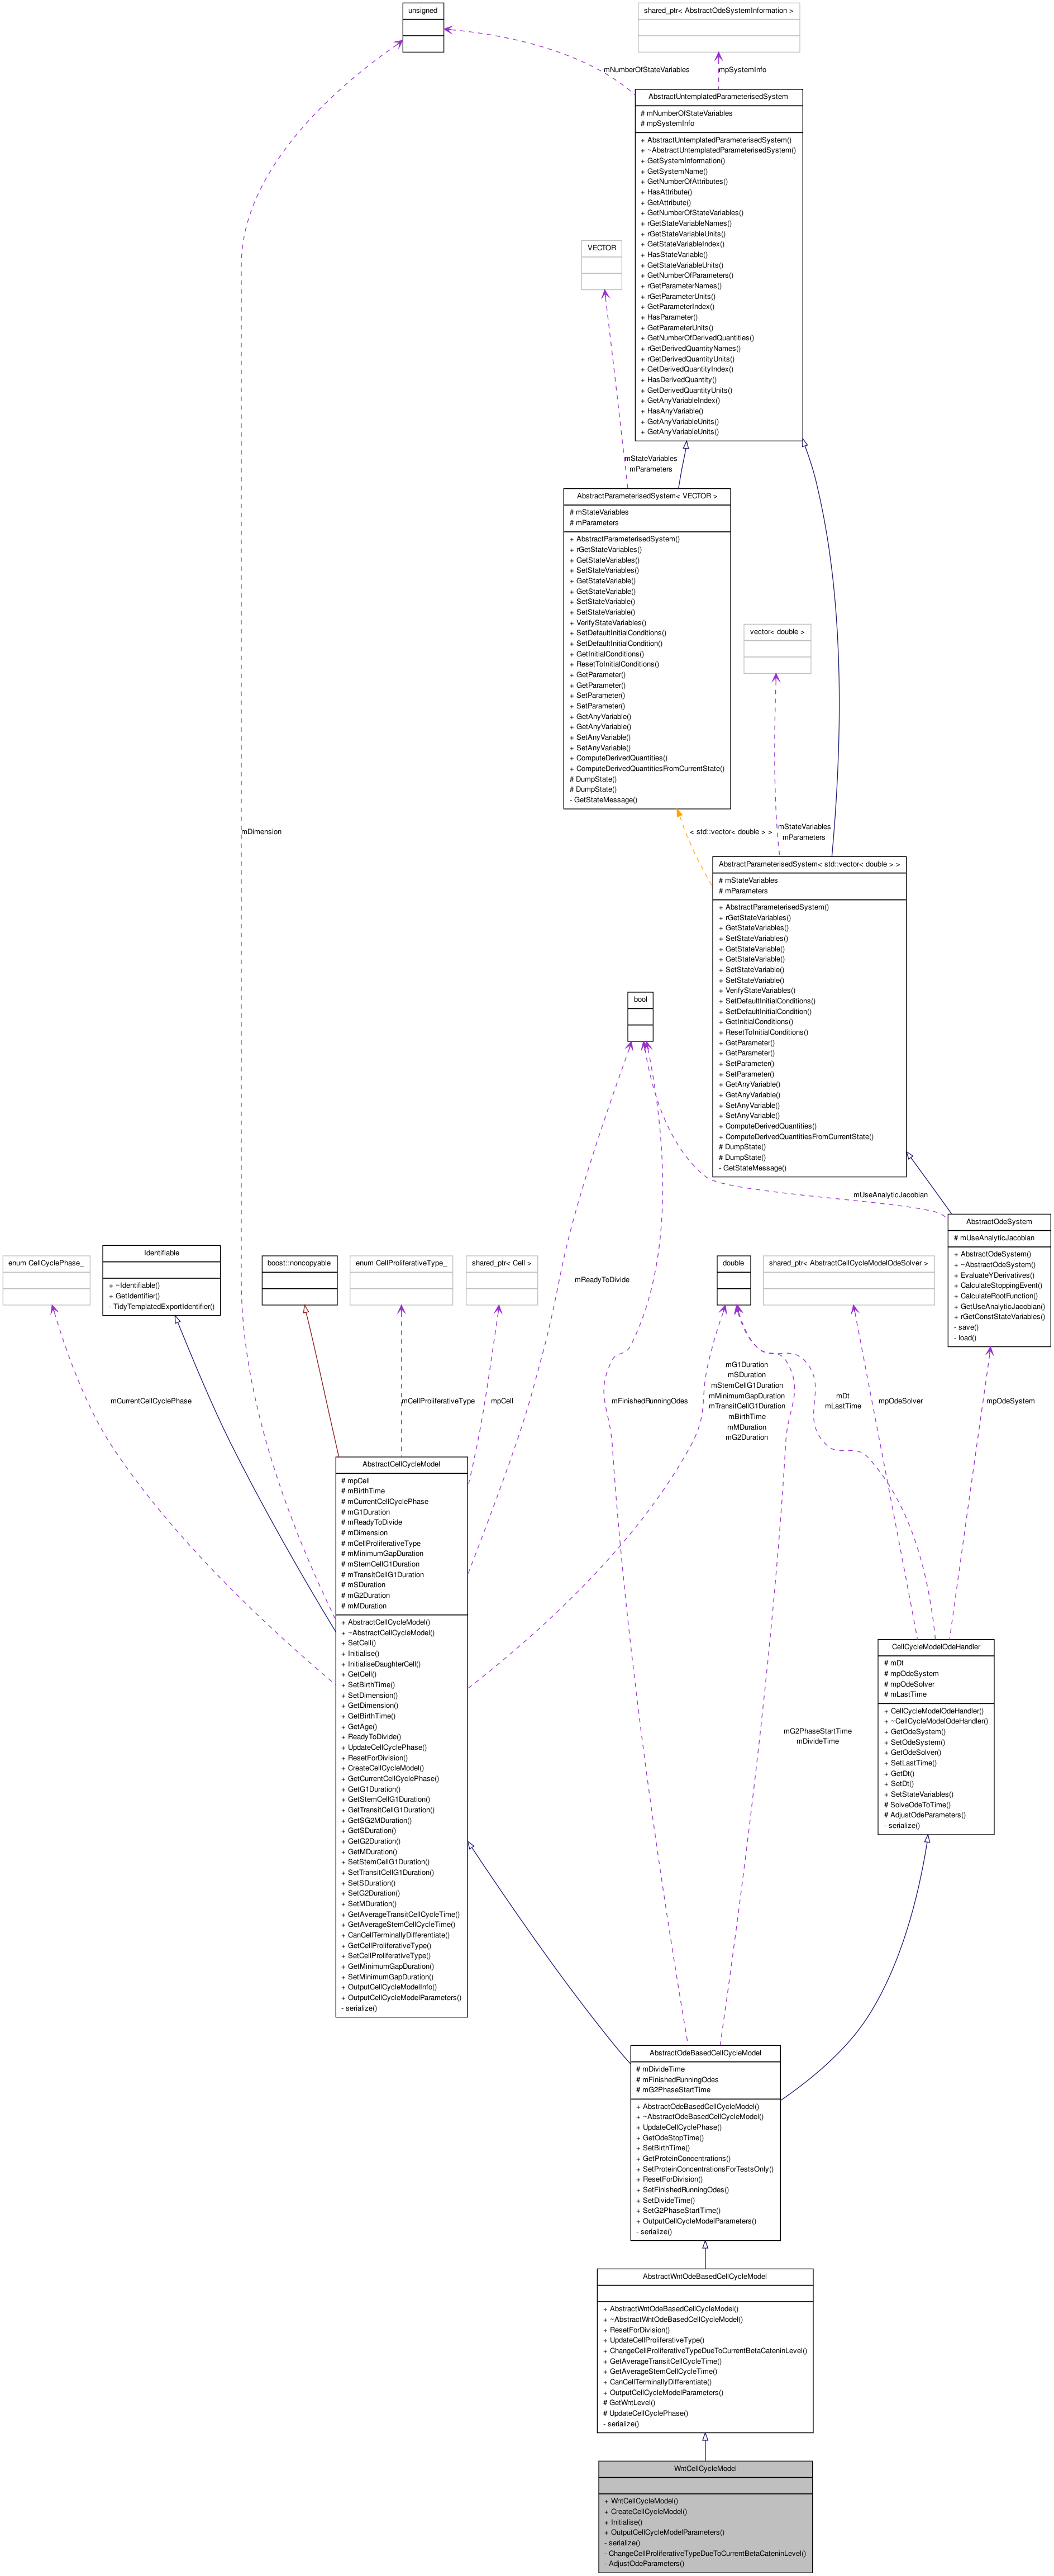 unsigned
shared_ptr< AbstractOdeSystemInformation >
mNumberOfStateVariables
mpSystemInfo
AbstractUntemplatedParameterisedSystem
# mNumberOfStateVariables
# mpSystemInfo
+ AbstractUntemplatedParameterisedSystem()
+ ~AbstractUntemplatedParameterisedSystem()
+ GetSystemInformation()
+ GetSystemName()
+ GetNumberOfAttributes()
+ HasAttribute()
+ GetAttribute()
+ GetNumberOfStateVariables()
+ rGetStateVariableNames()
+ rGetStateVariableUnits()
+ GetStateVariableIndex()
+ HasStateVariable()
+ GetStateVariableUnits()
+ GetNumberOfParameters()
+ rGetParameterNames()
+ rGetParameterUnits()
+ GetParameterIndex()
+ HasParameter()
+ GetParameterUnits()
+ GetNumberOfDerivedQuantities()
+ rGetDerivedQuantityNames()
+ rGetDerivedQuantityUnits()
+ GetDerivedQuantityIndex()
+ HasDerivedQuantity()
+ GetDerivedQuantityUnits()
+ GetAnyVariableIndex()
+ HasAnyVariable()
+ GetAnyVariableUnits()
+ GetAnyVariableUnits()
VECTOR
mStateVariables
mParameters
AbstractParameterisedSystem< VECTOR >
# mStateVariables
# mParameters
+ AbstractParameterisedSystem()
+ rGetStateVariables()
+ GetStateVariables()
+ SetStateVariables()
+ GetStateVariable()
+ GetStateVariable()
+ SetStateVariable()
+ SetStateVariable()
+ VerifyStateVariables()
+ SetDefaultInitialConditions()
+ SetDefaultInitialCondition()
+ GetInitialConditions()
+ ResetToInitialConditions()
+ GetParameter()
+ GetParameter()
+ SetParameter()
+ SetParameter()
+ GetAnyVariable()
+ GetAnyVariable()
+ SetAnyVariable()
+ SetAnyVariable()
+ ComputeDerivedQuantities()
+ ComputeDerivedQuantitiesFromCurrentState()
# DumpState()
# DumpState()
- GetStateMessage()
vector< double >
mDimension
< std::vector< double > >
mStateVariables
mParameters
AbstractParameterisedSystem< std::vector< double > >
# mStateVariables
# mParameters
+ AbstractParameterisedSystem()
+ rGetStateVariables()
+ GetStateVariables()
+ SetStateVariables()
+ GetStateVariable()
+ GetStateVariable()
+ SetStateVariable()
+ SetStateVariable()
+ VerifyStateVariables()
+ SetDefaultInitialConditions()
+ SetDefaultInitialCondition()
+ GetInitialConditions()
+ ResetToInitialConditions()
+ GetParameter()
+ GetParameter()
+ SetParameter()
+ SetParameter()
+ GetAnyVariable()
+ GetAnyVariable()
+ SetAnyVariable()
+ SetAnyVariable()
+ ComputeDerivedQuantities()
+ ComputeDerivedQuantitiesFromCurrentState()
# DumpState()
# DumpState()
- GetStateMessage()
bool
mUseAnalyticJacobian
AbstractOdeSystem
# mUseAnalyticJacobian
+ AbstractOdeSystem()
+ ~AbstractOdeSystem()
+ EvaluateYDerivatives()
+ CalculateStoppingEvent()
+ CalculateRootFunction()
+ GetUseAnalyticJacobian()
+ rGetConstStateVariables()
- save()
- load()
enum CellCyclePhase_
Identifiable
+ ~Identifiable()
+ GetIdentifier()
- TidyTemplatedExportIdentifier()
boost::noncopyable
enum CellProliferativeType_
shared_ptr< Cell >
mReadyToDivide
double
shared_ptr< AbstractCellCycleModelOdeSolver >
mCurrentCellCyclePhase
mCellProliferativeType
mpCell
mFinishedRunningOdes
mG1Duration
mSDuration
mStemCellG1Duration
mMinimumGapDuration
mTransitCellG1Duration
mBirthTime
mMDuration
mG2Duration
mDt
mLastTime
mpOdeSolver
mpOdeSystem
AbstractCellCycleModel
# mpCell
# mBirthTime
# mCurrentCellCyclePhase
# mG1Duration
# mReadyToDivide
# mDimension
# mCellProliferativeType
# mMinimumGapDuration
# mStemCellG1Duration
# mTransitCellG1Duration
# mSDuration
# mG2Duration
# mMDuration
+ AbstractCellCycleModel()
+ ~AbstractCellCycleModel()
+ SetCell()
+ Initialise()
+ InitialiseDaughterCell()
+ GetCell()
+ SetBirthTime()
+ SetDimension()
+ GetDimension()
+ GetBirthTime()
+ GetAge()
+ ReadyToDivide()
+ UpdateCellCyclePhase()
+ ResetForDivision()
+ CreateCellCycleModel()
+ GetCurrentCellCyclePhase()
+ GetG1Duration()
+ GetStemCellG1Duration()
+ GetTransitCellG1Duration()
+ GetSG2MDuration()
+ GetSDuration()
+ GetG2Duration()
+ GetMDuration()
+ SetStemCellG1Duration()
+ SetTransitCellG1Duration()
+ SetSDuration()
+ SetG2Duration()
+ SetMDuration()
+ GetAverageTransitCellCycleTime()
+ GetAverageStemCellCycleTime()
+ CanCellTerminallyDifferentiate()
+ GetCellProliferativeType()
+ SetCellProliferativeType()
+ GetMinimumGapDuration()
+ SetMinimumGapDuration()
+ OutputCellCycleModelInfo()
+ OutputCellCycleModelParameters()
- serialize()
CellCycleModelOdeHandler
# mDt
# mpOdeSystem
# mpOdeSolver
# mLastTime
+ CellCycleModelOdeHandler()
+ ~CellCycleModelOdeHandler()
+ GetOdeSystem()
+ SetOdeSystem()
+ GetOdeSolver()
+ SetLastTime()
+ GetDt()
+ SetDt()
+ SetStateVariables()
# SolveOdeToTime()
# AdjustOdeParameters()
- serialize()
mG2PhaseStartTime
mDivideTime
AbstractOdeBasedCellCycleModel
# mDivideTime
# mFinishedRunningOdes
# mG2PhaseStartTime
+ AbstractOdeBasedCellCycleModel()
+ ~AbstractOdeBasedCellCycleModel()
+ UpdateCellCyclePhase()
+ GetOdeStopTime()
+ SetBirthTime()
+ GetProteinConcentrations()
+ SetProteinConcentrationsForTestsOnly()
+ ResetForDivision()
+ SetFinishedRunningOdes()
+ SetDivideTime()
+ SetG2PhaseStartTime()
+ OutputCellCycleModelParameters()
- serialize()
AbstractWntOdeBasedCellCycleModel
+ AbstractWntOdeBasedCellCycleModel()
+ ~AbstractWntOdeBasedCellCycleModel()
+ ResetForDivision()
+ UpdateCellProliferativeType()
+ ChangeCellProliferativeTypeDueToCurrentBetaCateninLevel()
+ GetAverageTransitCellCycleTime()
+ GetAverageStemCellCycleTime()
+ CanCellTerminallyDifferentiate()
+ OutputCellCycleModelParameters()
# GetWntLevel()
# UpdateCellCyclePhase()
- serialize()
WntCellCycleModel
+ WntCellCycleModel()
+ CreateCellCycleModel()
+ Initialise()
+ OutputCellCycleModelParameters()
- serialize()
- ChangeCellProliferativeTypeDueToCurrentBetaCateninLevel()
- AdjustOdeParameters()